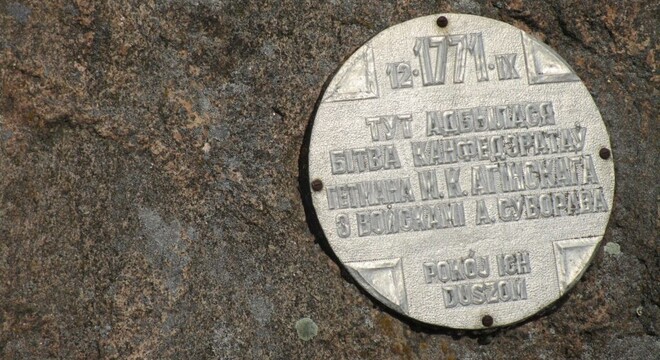 12·1771·IX
ТУТ АДБЫЛАСЯ
БІТВА КАНФЕДЭРАТАЎ
ГЕТМАНА М. К. АГІНСКАГА
З ВОЙСКАМІ А. СУВОРАВА
POKÓJ ICH
DUSZOM